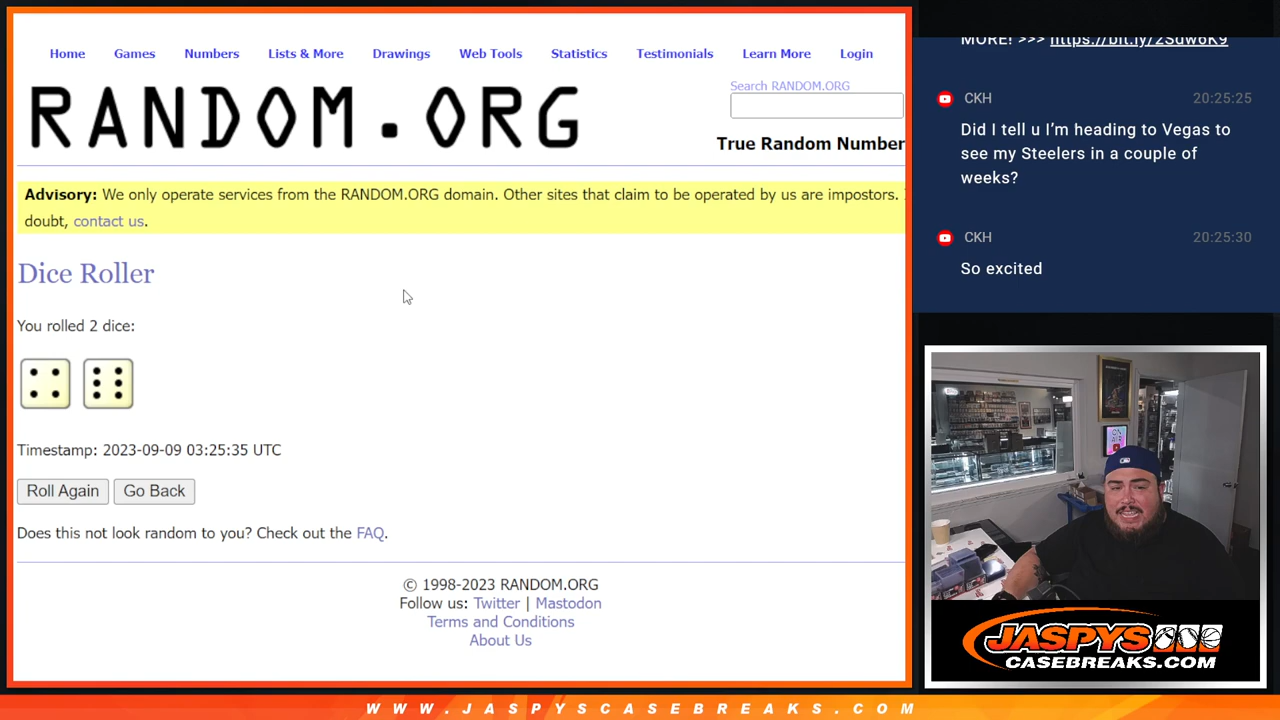 Home Games Numbers Lists & More Drawings Web Tools Statistics Testimonials Learn More Login
RANDOM.ORG
Search RANDOM.ORG
True Random Number
Advisory: We only operate services from the RANDOM.ORG domain. Other sites that claim to be operated by us are impostors.
doubt, contact us.
Dice Roller
You rolled 2 dice:
Timestamp: 2023-09-09 03:25:35 UTC
Roll Again Go Back
Does this not look random to you? Check out the FAQ.
© 1998-2023 RANDOM.ORG
Follow us: Twitter | Mastodon
Terms and Conditions
About Us
MORE! >>> https://bit.ly/2Sdw6K9
CKH 20:25:25
Did I tell u I’m heading to Vegas to
see my Steelers in a couple of
weeks?
CKH 20:25:30
So excited
JASPYS
CASEBREAKS.COM
WWW.JASPYSCASEBREAKS.COM